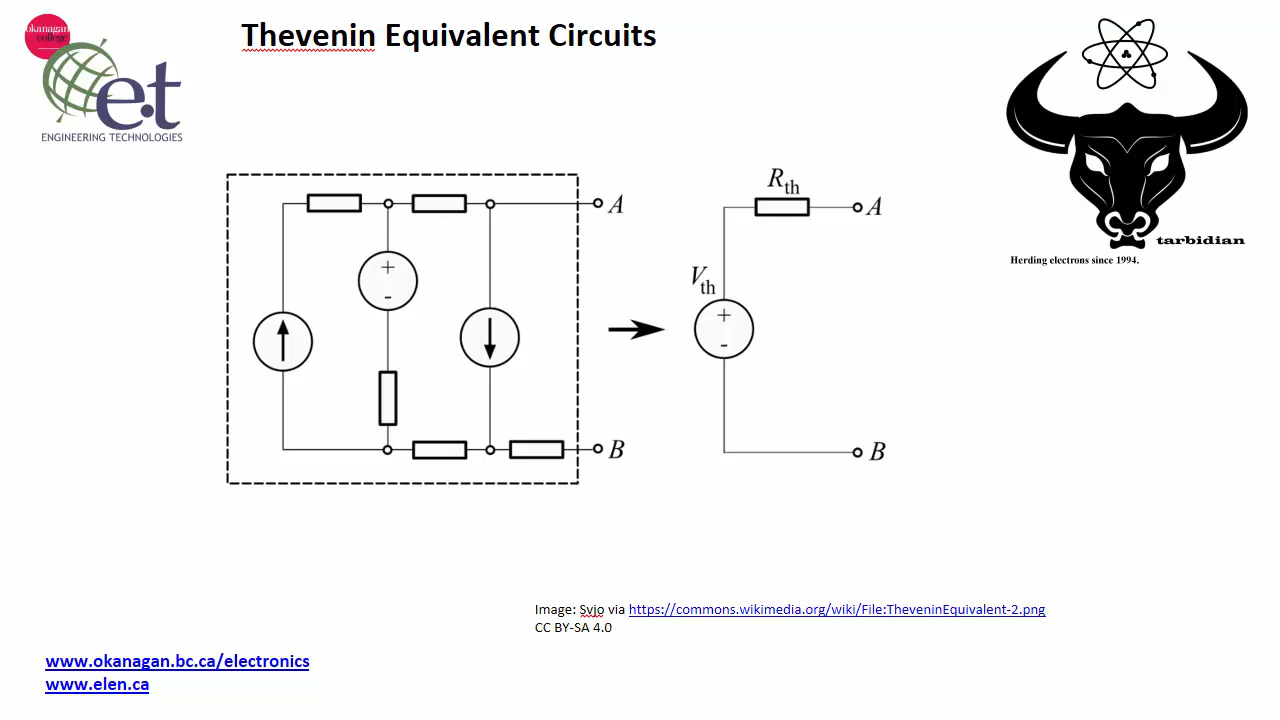 okanagan
college
Thevenin Equivalent Circuits
e.t
ENGINEERING TECHNOLOGIES
tarbidian
Herding electrons since 1994.
A
B
+
-
Rth
A
Vth
+
-
B
Image: Svjo via https://commons.wikimedia.org/wiki/File:TheveninEquivalent-2.png
CC BY-SA 4.0
www.okanagan.bc.ca/electronics
www.elen.ca